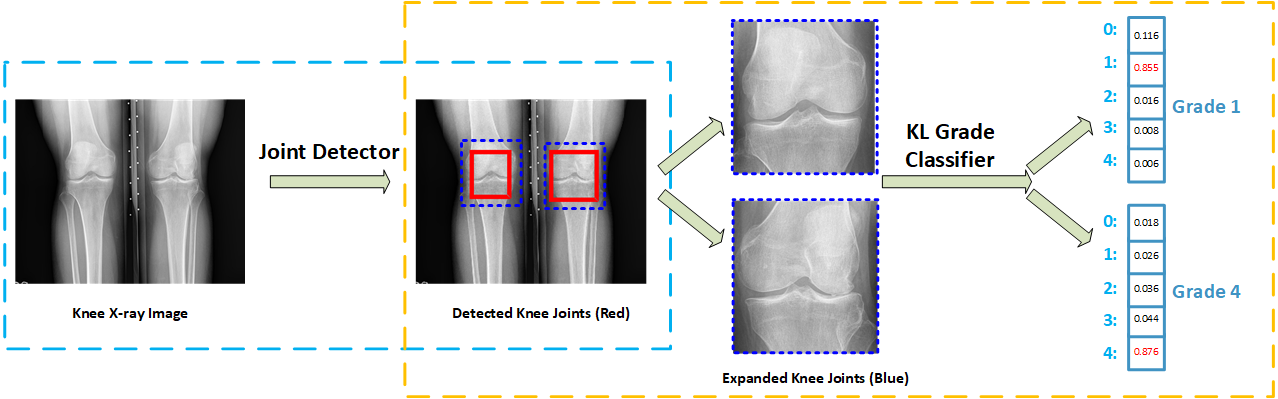 Joint Detector
Knee X-ray Image
Detected Knee Joints (Red)
Expanded Knee Joints (Blue)
KL Grade
Classifier
0: 0.116
1: 0.855
2: 0.016
3: 0.008
4: 0.006
Grade 1
0: 0.018
1: 0.026
2: 0.036
3: 0.044
4: 0.876
Grade 4